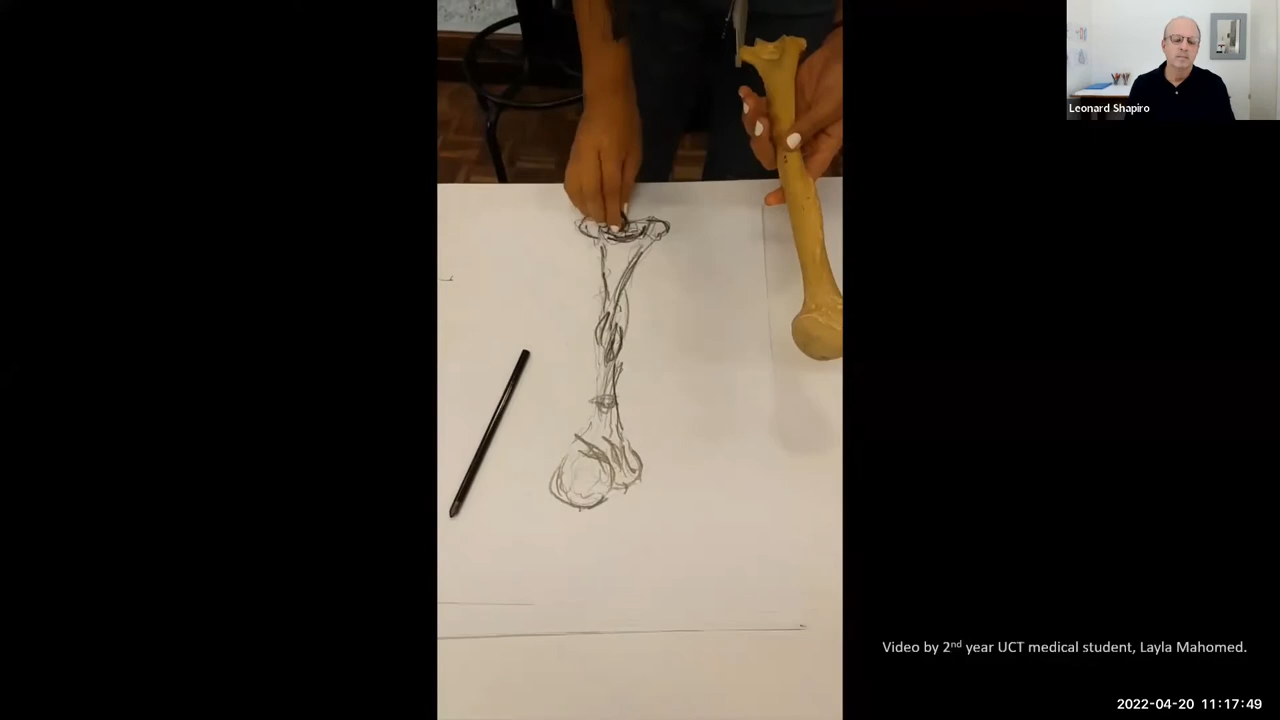 Leonard Shapiro
Video by 2nd year UCT medical student, Layla Mahomed.
2022-04-20 11:17:49